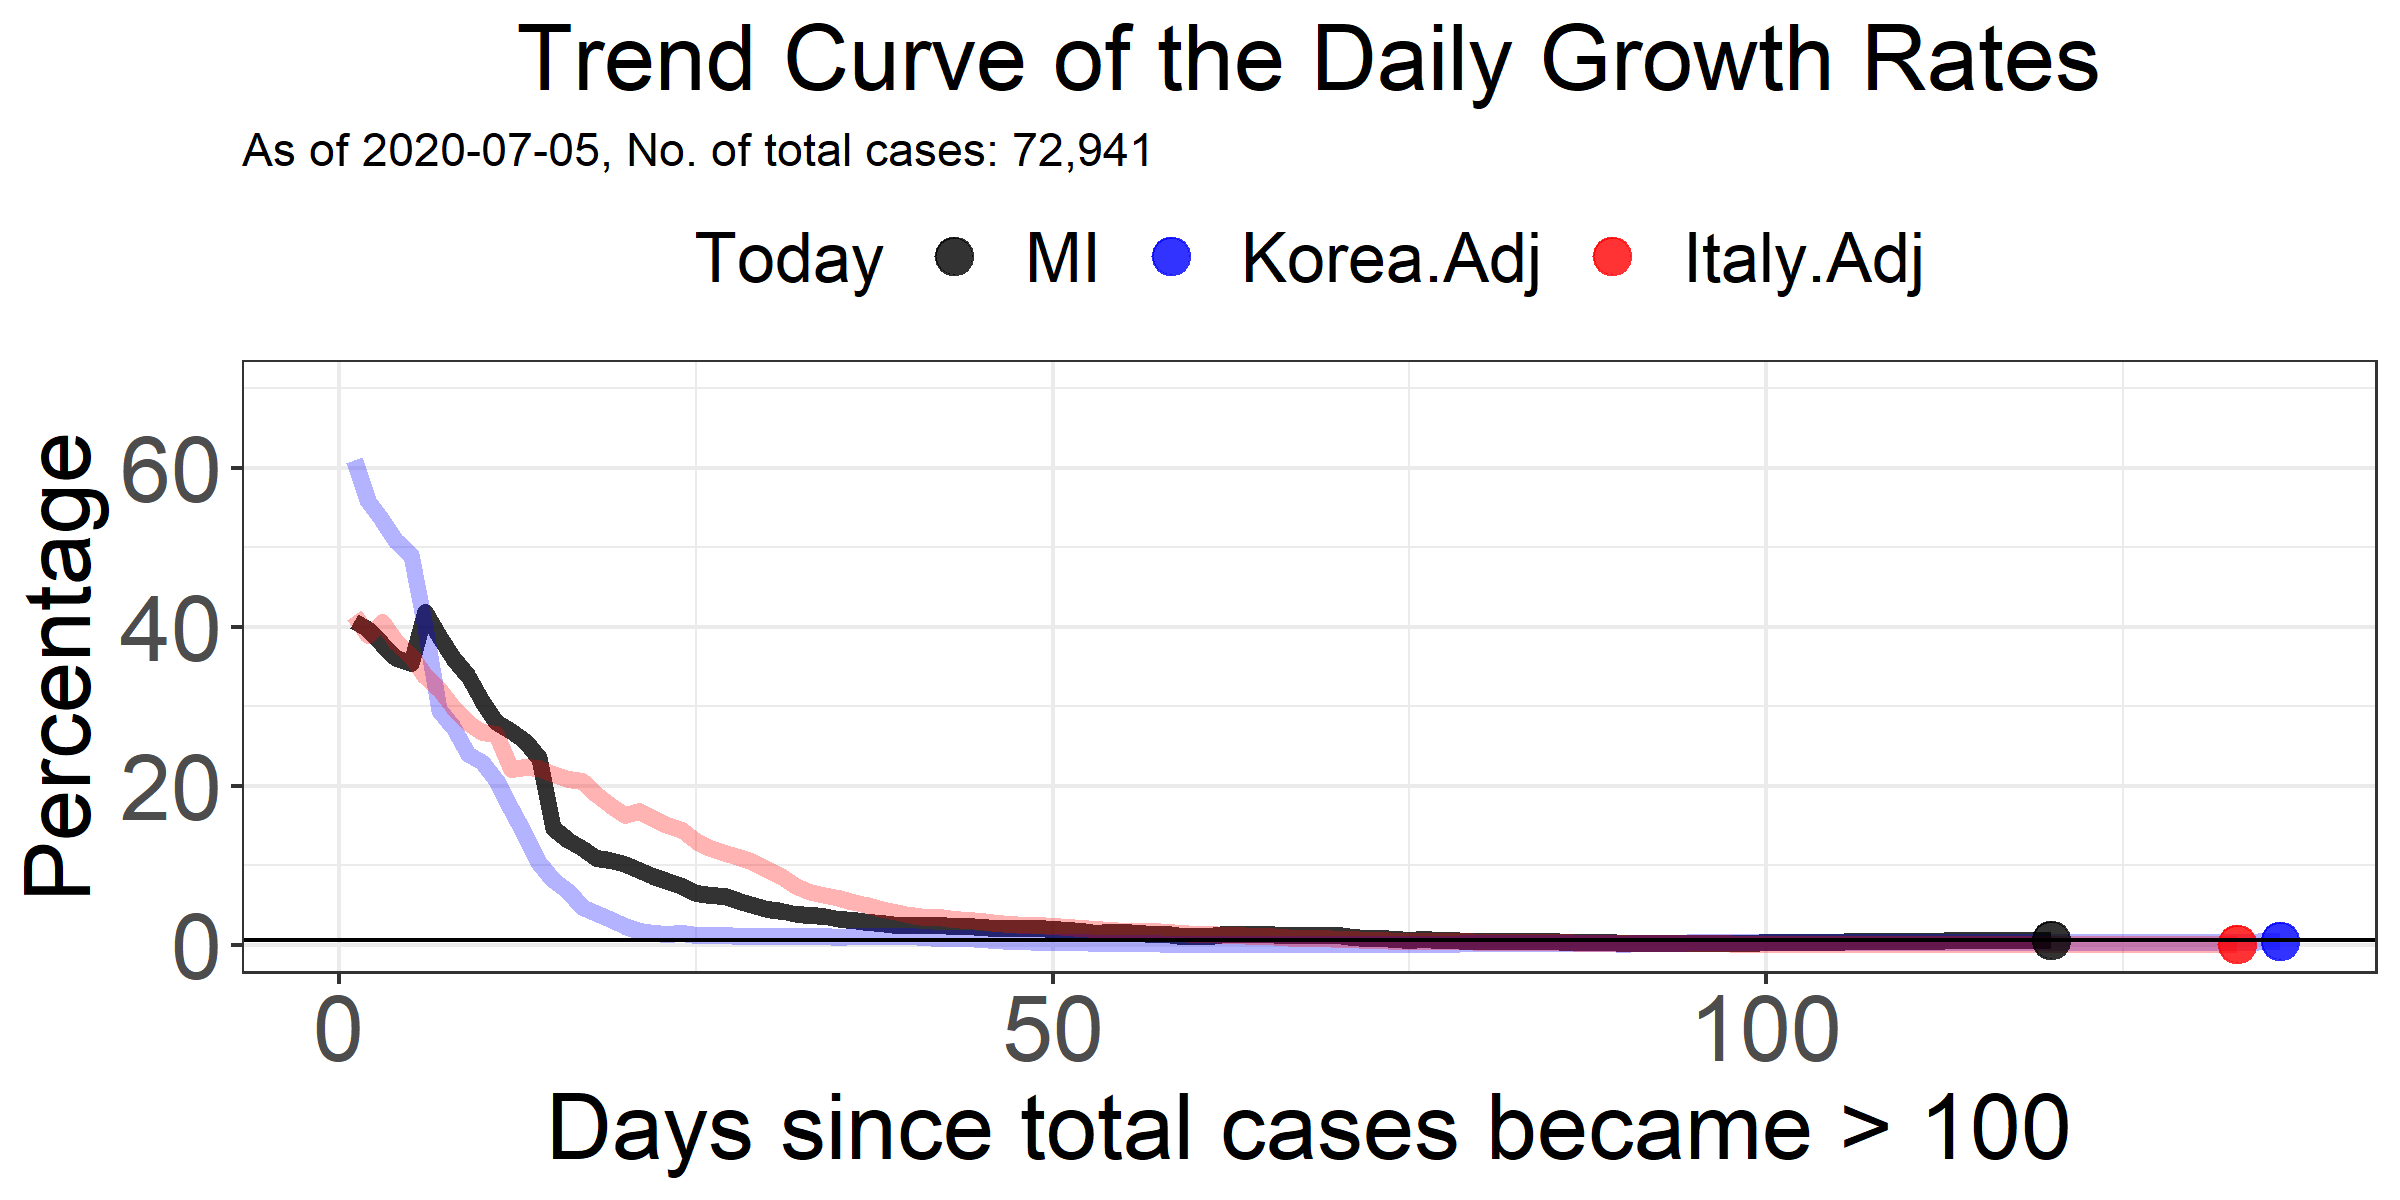 Trend Curve of the Daily Growth Rates
As of 2020-07-05, No. of total cases: 72,941
Today MI Korea.Adj Italy.Adj
Percentage
60
40
20
0
0 50 100
Days since total cases became > 100